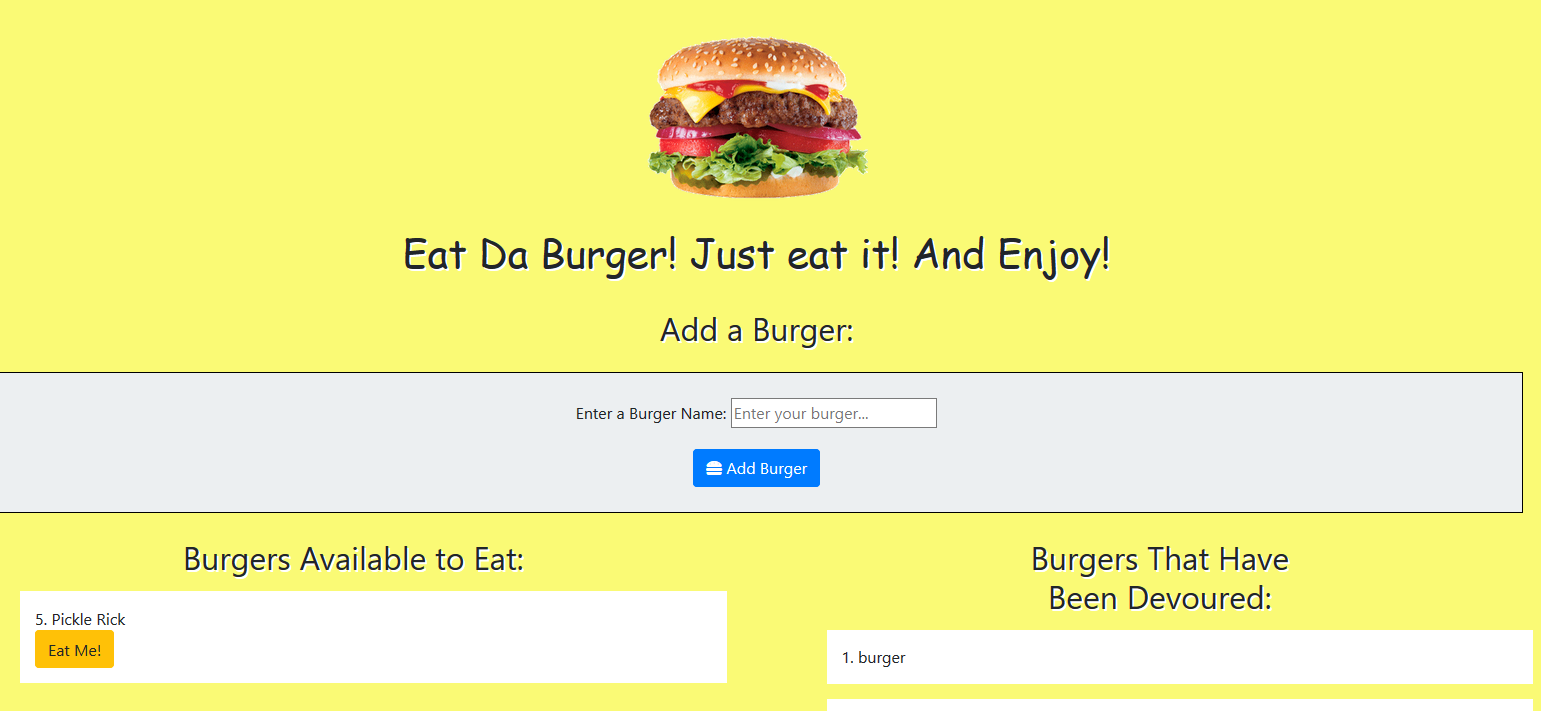 Eat Da Burger! Just eat it! And Enjoy!
Add a Burger:
Enter a Burger Name: Enter your burger...
Add Burger
Burgers Available to Eat:
5. Pickle Rick
Eat Me!
Burgers That Have
Been Devoured:
1. burger